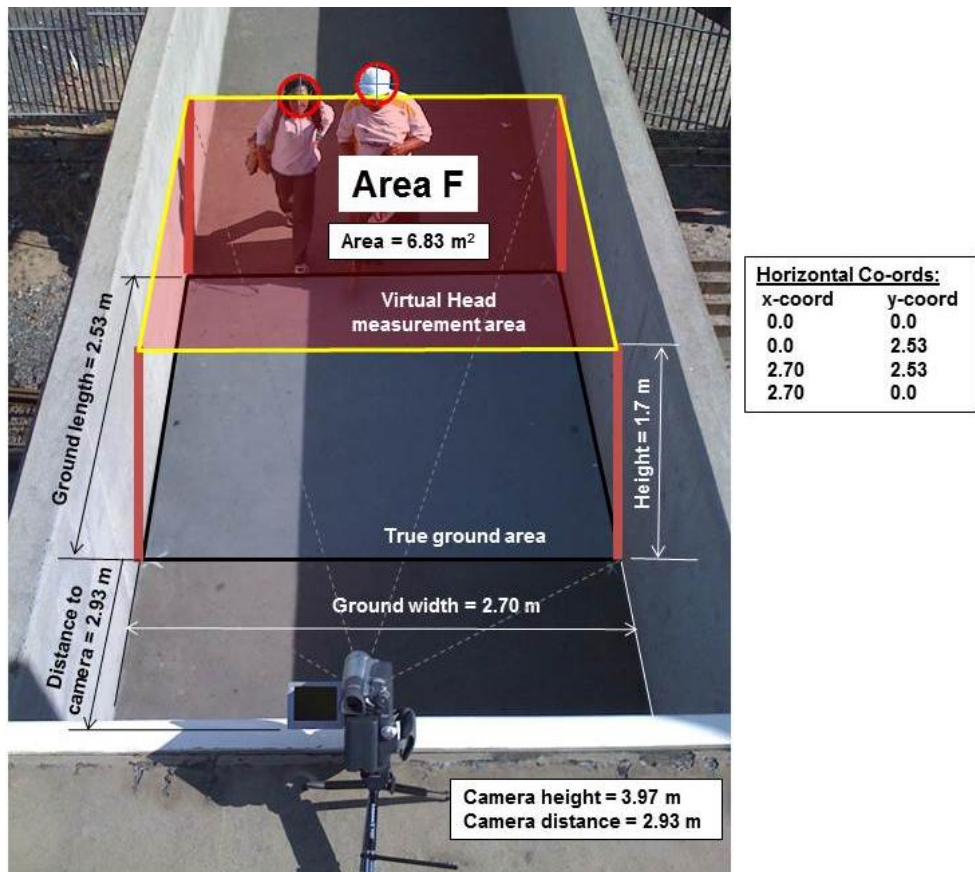 Area F
Area = 6.83 m²
Virtual Head
measurement area
Ground length = 2.53 m
Height = 1.7 m
True ground area
Ground width = 2.70 m
Distance to
camera = 2.93 m
Camera height = 3.97 m
Camera distance = 2.93 m
Horizontal Co-ords:
x-coord y-coord
0.0 0.0
0.0 2.53
2.70 2.53
2.70 0.0